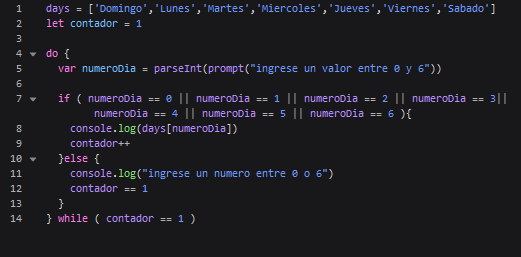 1 days = ['Domingo','Lunes','Martes','Miercoles','Jueves','Viernes','Sabado']
2 let contador = 1
3
4 do {
5 var numeroDia = parseInt(prompt("ingrese un valor entre 0 y 6"))
6
7 if ( numeroDia == 0 || numeroDia == 1 || numeroDia == 2 || numeroDia == 3||
numeroDia == 4 || numeroDia == 5 || numeroDia == 6 ){
8 console.log(days[numeroDia])
9 contador++
10 }else {
11 console.log("ingrese un numero entre 0 o 6")
12 contador == 1
13 }
14 } while ( contador == 1 )